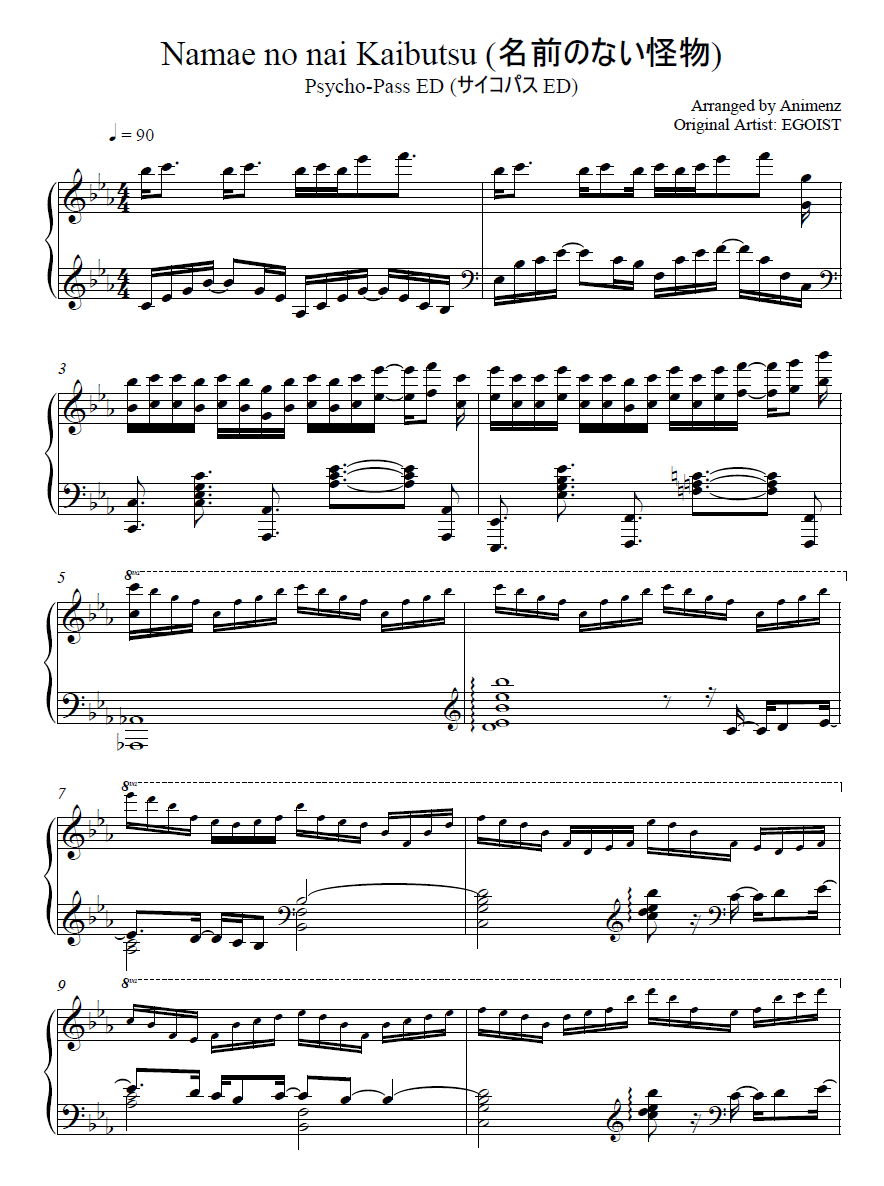 Namae no nai Kaibutsu (名前のない怪物)
Psycho-Pass ED (サイコパス ED)
Arranged by Animenz
Original Artist: EGOIST
♩ = 90
4 4
4 4
3
5
8va
7
8va
9
8va